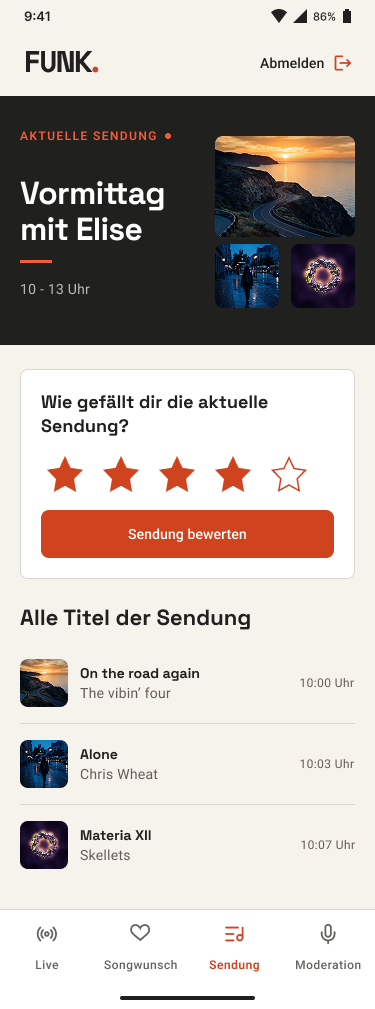 9:41
86%
FUNK.
Abmelden
AKTUELLE SENDUNG
Vormittag
mit Elise
10 - 13 Uhr
Wie gefällt dir die aktuelle
Sendung?
Sendung bewerten
Alle Titel der Sendung
On the road again
The vibin’ four
10:00 Uhr
Alone
Chris Wheat
10:03 Uhr
Materia XII
Skellets
10:07 Uhr
Live
Songwunsch
Sendung
Moderation